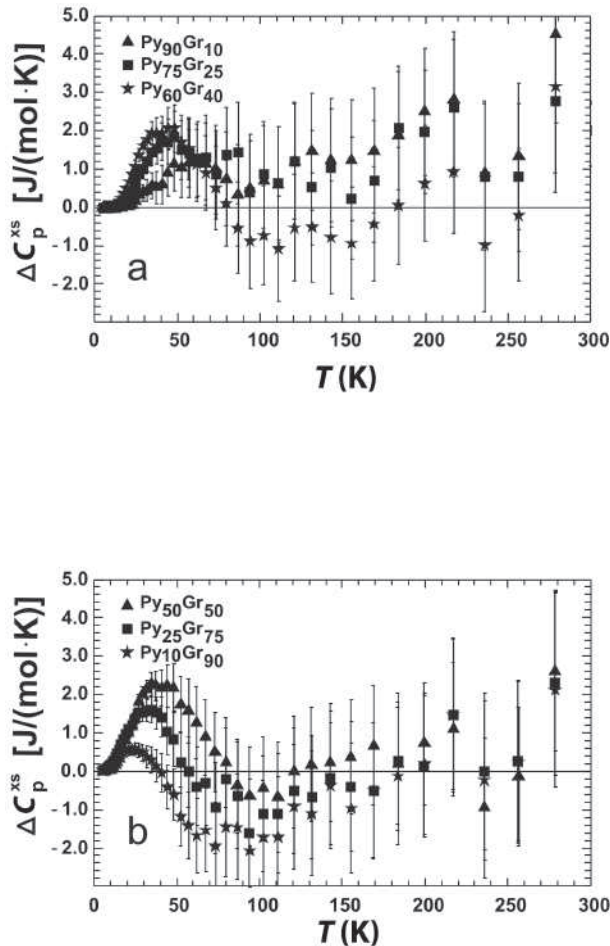 5.0
4.0
3.0
2.0
1.0
0.0
- 1.0
- 2.0
ΔC_p^xs [J/(mol·K)]
Py90Gr10
Py75Gr25
Py60Gr40
a
0 50 100 150 200 250 300
T (K)
5.0
4.0
3.0
2.0
1.0
0.0
- 1.0
- 2.0
ΔC_p^xs [J/(mol·K)]
Py50Gr50
Py25Gr75
Py10Gr90
b
0 50 100 150 200 250 300
T (K)